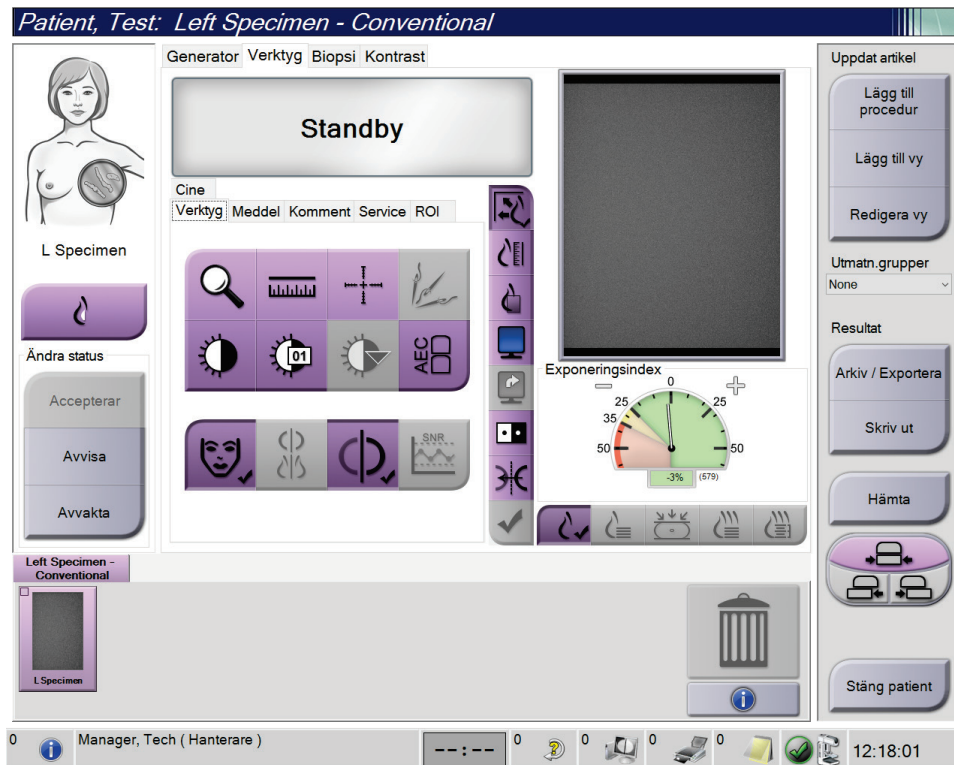 Patient, Test: Left Specimen - Conventional
Generator Verktyg Biopsi Kontrast
Standby
Cine
Verktyg Meddel Komment Service ROI
01
AEC
SNR
L Specimen
Ändra status
Accepterar
Avvisa
Avvakta
Exponeringsindex
0
25 25
35
50 50
-3% (579)
Uppdat artikel
Lägg till
procedur
Lägg till vy
Redigera vy
Utmatn.grupper
None
Resultat
Arkiv / Exportera
Skriv ut
Hämta
Stäng patient
Left Specimen -
Conventional
L Specimen
0 Manager, Tech ( Hanterare ) --:-- 0 0 0 0 12:18:01